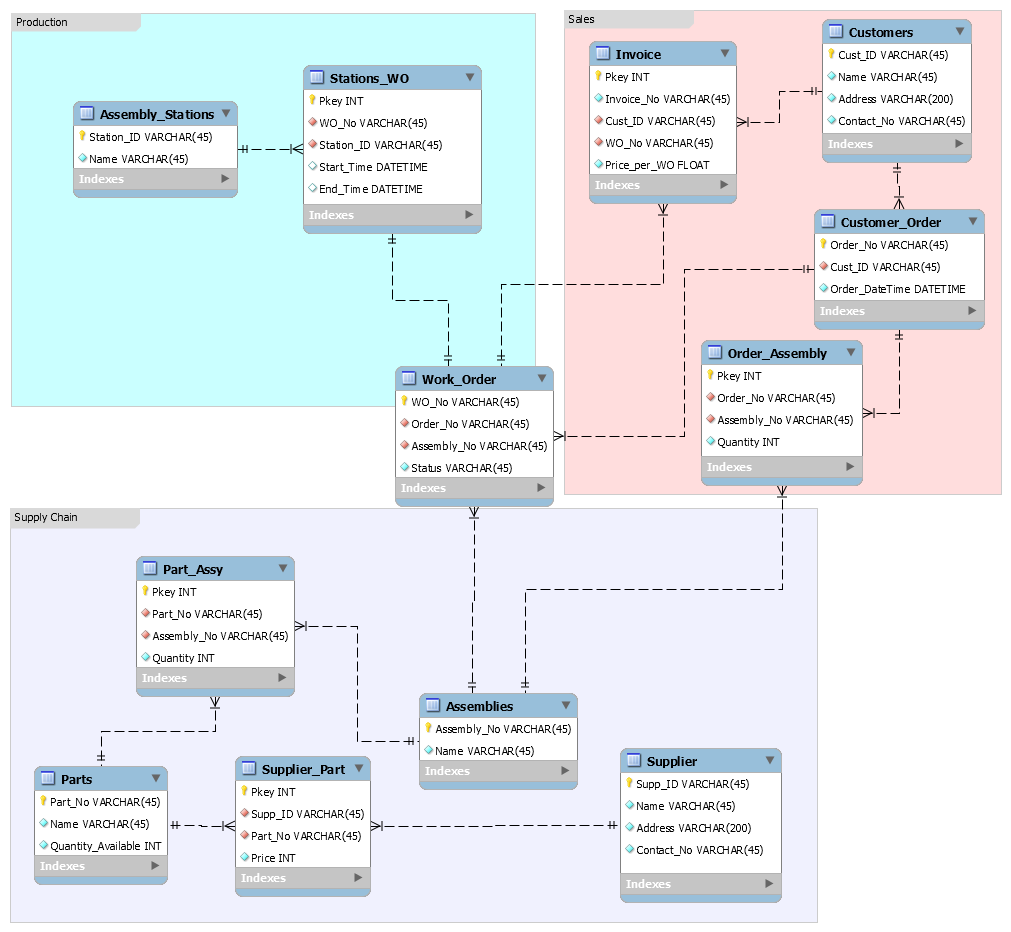 Production
Assembly_Stations
Station_ID VARCHAR(45)
Name VARCHAR(45)
Indexes
Stations_WO
Pkey INT
WO_No VARCHAR(45)
Station_ID VARCHAR(45)
Start_Time DATETIME
End_Time DATETIME
Indexes
Sales
Invoice
Pkey INT
Invoice_No VARCHAR(45)
Cust_ID VARCHAR(45)
WO_No VARCHAR(45)
Price_per_WO FLOAT
Indexes
Customers
Cust_ID VARCHAR(45)
Name VARCHAR(45)
Address VARCHAR(200)
Contact_No VARCHAR(45)
Indexes
Customer_Order
Order_No VARCHAR(45)
Cust_ID VARCHAR(45)
Order_DateTime DATETIME
Indexes
Order_Assembly
Pkey INT
Order_No VARCHAR(45)
Assembly_No VARCHAR(45)
Quantity INT
Indexes
Work_Order
WO_No VARCHAR(45)
Order_No VARCHAR(45)
Assembly_No VARCHAR(45)
Status VARCHAR(45)
Indexes
Supply Chain
Part_Assy
Pkey INT
Part_No VARCHAR(45)
Assembly_No VARCHAR(45)
Quantity INT
Indexes
Assemblies
Assembly_No VARCHAR(45)
Name VARCHAR(45)
Indexes
Parts
Part_No VARCHAR(45)
Name VARCHAR(45)
Quantity_Available INT
Indexes
Supplier_Part
Pkey INT
Supp_ID VARCHAR(45)
Part_No VARCHAR(45)
Price INT
Indexes
Supplier
Supp_ID VARCHAR(45)
Name VARCHAR(45)
Address VARCHAR(200)
Contact_No VARCHAR(45)
Indexes